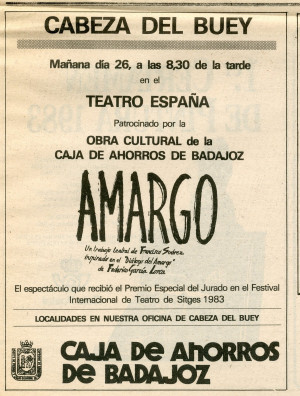 CABEZA DEL BUEY
Mañana día 26, a las 8,30 de la tarde
en el
TEATRO ESPAÑA
Patrocinado por la
OBRA CULTURAL de la
CAJA DE AHORROS DE BADAJOZ
AMARGO
Un trabajo teatral de Francisco Suárez
inspirado en el "Diálogo del Amargo"
de Federico García Lorca
El espectáculo que recibió el Premio Especial del Jurado en el Festival
Internacional de Teatro de Sitges 1983
LOCALIDADES EN NUESTRA OFICINA DE CABEZA DEL BUEY
CAJA DE AHORROS
DE BADAJOZ